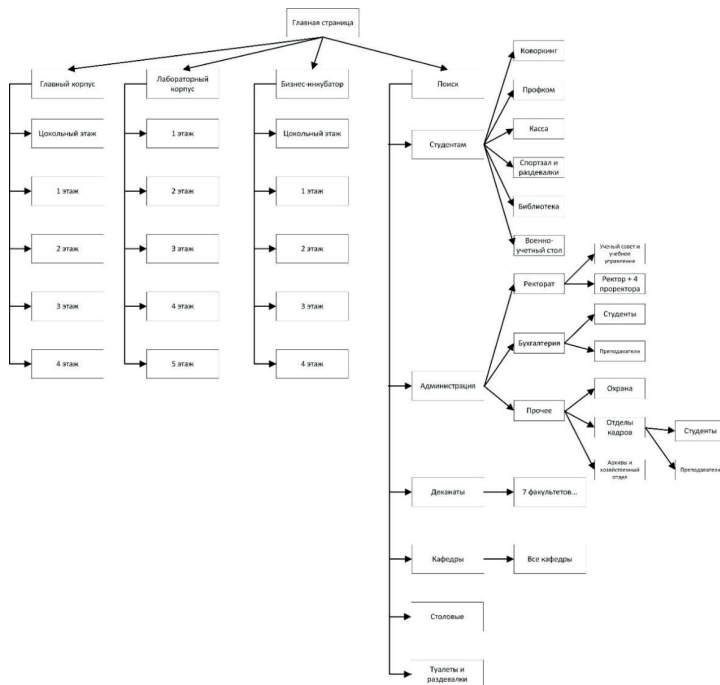 Главная страница
Главный корпус
Цокольный этаж
1 этаж
2 этаж
3 этаж
4 этаж
Лабораторный
корпус
1 этаж
2 этаж
3 этаж
4 этаж
5 этаж
Бизнес-инкубатор
Цокольный этаж
1 этаж
2 этаж
3 этаж
4 этаж
Поиск
Студентам
Коворкинг
Профком
Касса
Спортзал и
раздевалки
Библиотека
Военно-
учетный стол
Администрация
Ректорат
Ученый совет и
учебное
управление
Ректор + 4
проректора
Бухгалтерия
Студенты
Преподаватели
Прочее
Охрана
Отделы
кадров
Студенты
Преподаватели
Архивы и
хозяйственный
отдел
Деканаты
7 факультетов...
Кафедры
Все кафедры
Столовые
Туалеты и
раздевалки